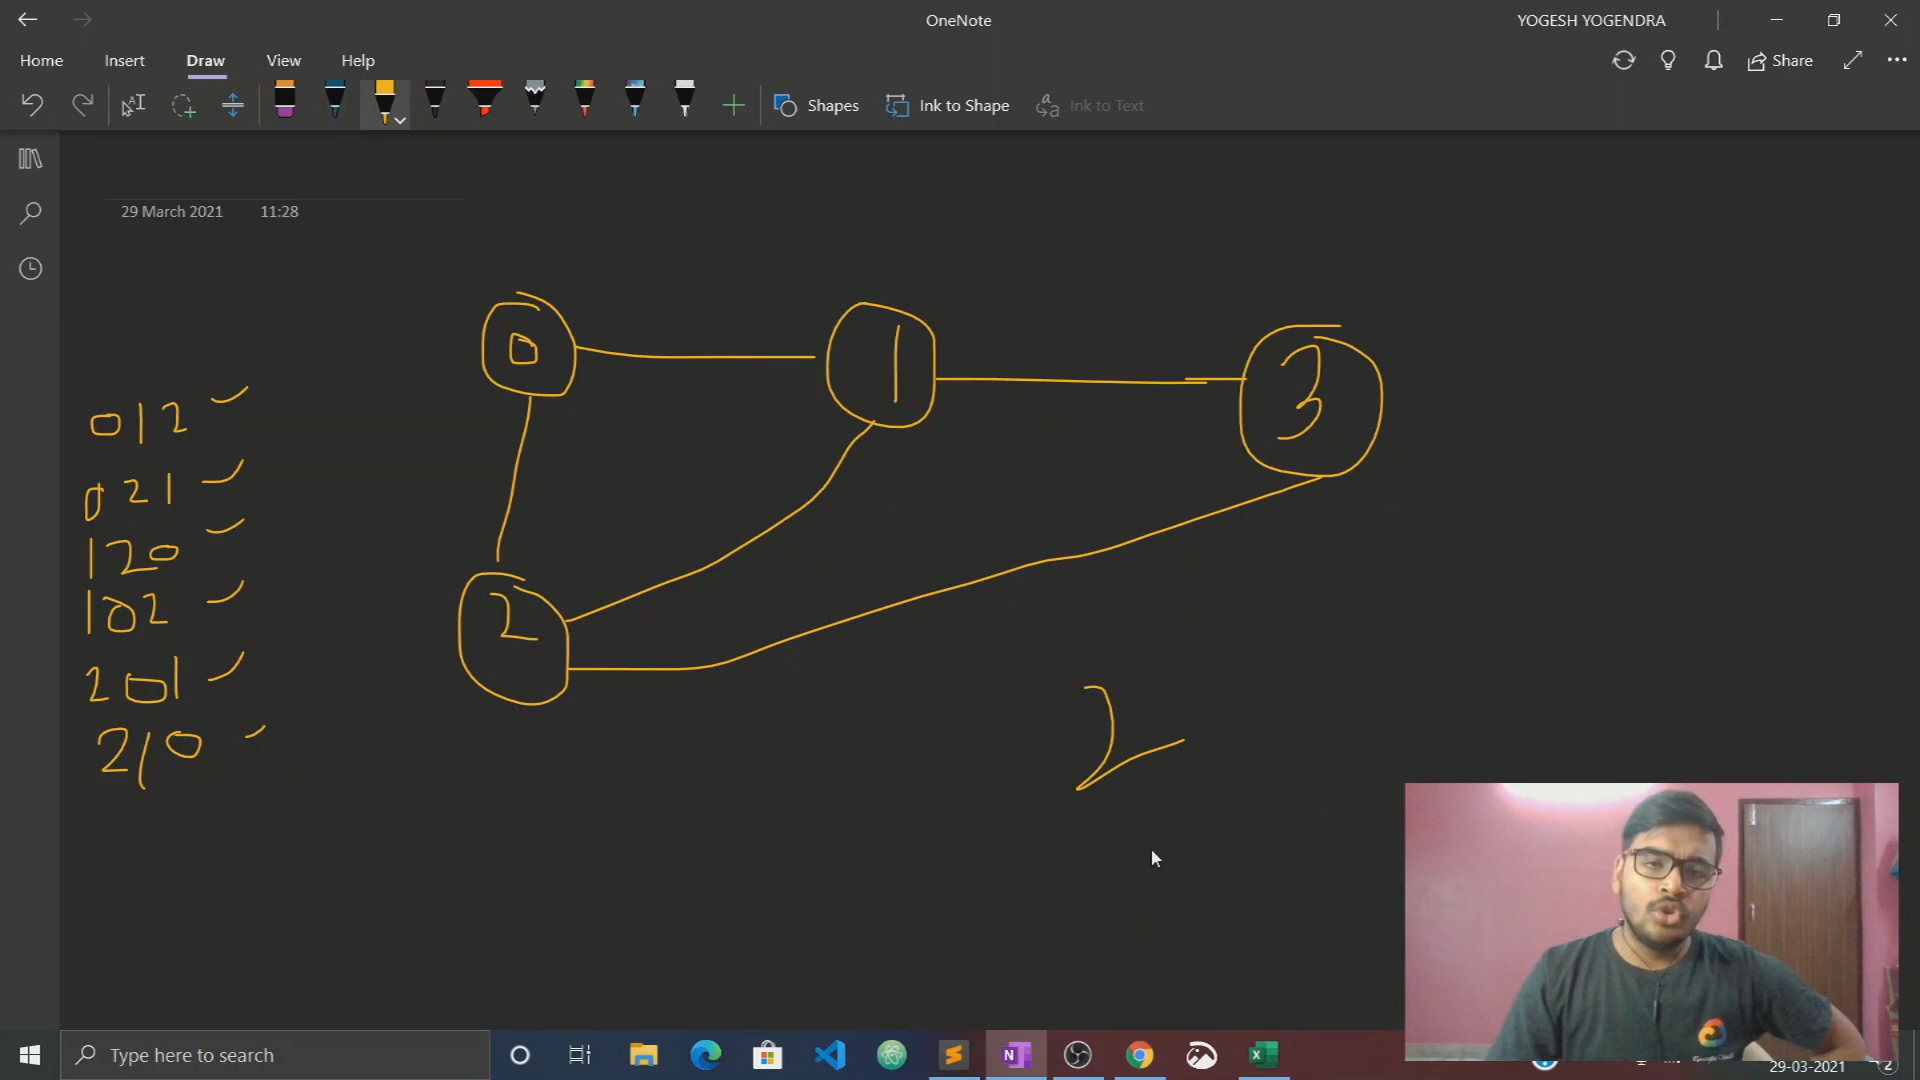 OneNote
YOGESH YOGENDRA
Home Insert Draw View Help
Share
Shapes Ink to Shape Ink to Text
29 March 2021 11:28
0 1 3
012
021
120
102
201
210
2
2
Type here to search
29-03-2021
2